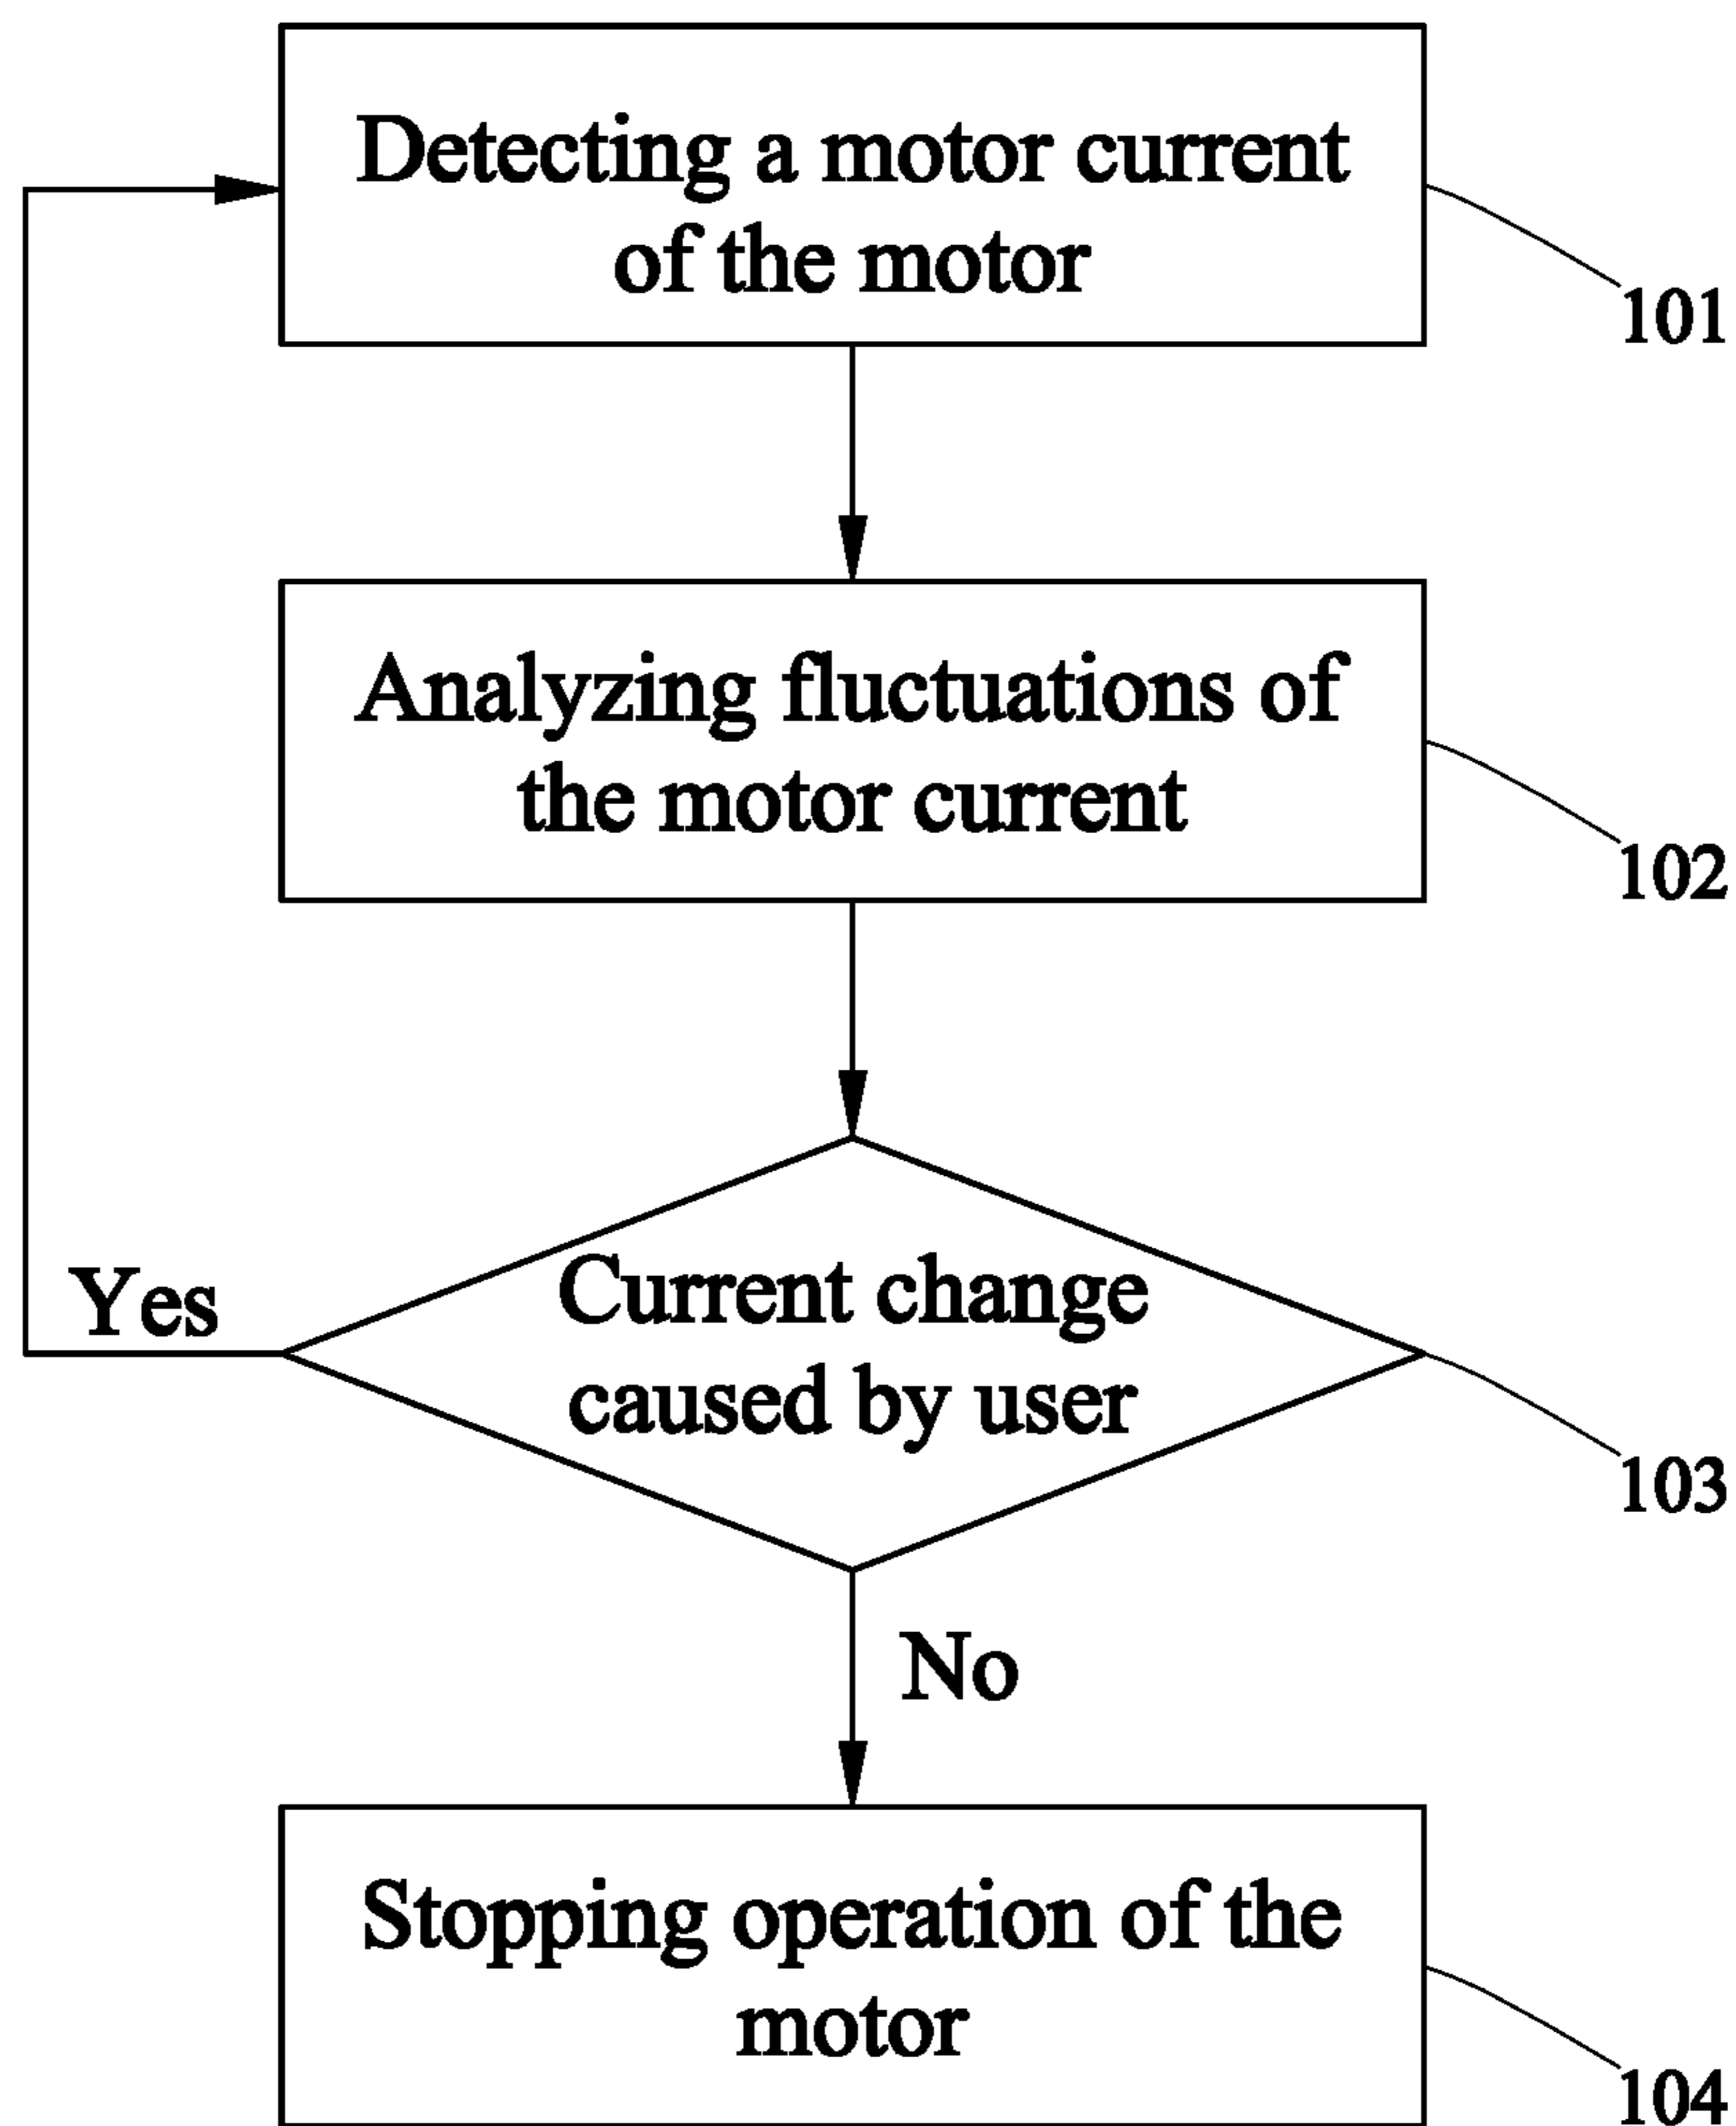 Detecting a motor current
of the motor
101
Analyzing fluctuations of
the motor current
102
Current change
caused by user
103
Yes
No
Stopping operation of the
motor
104